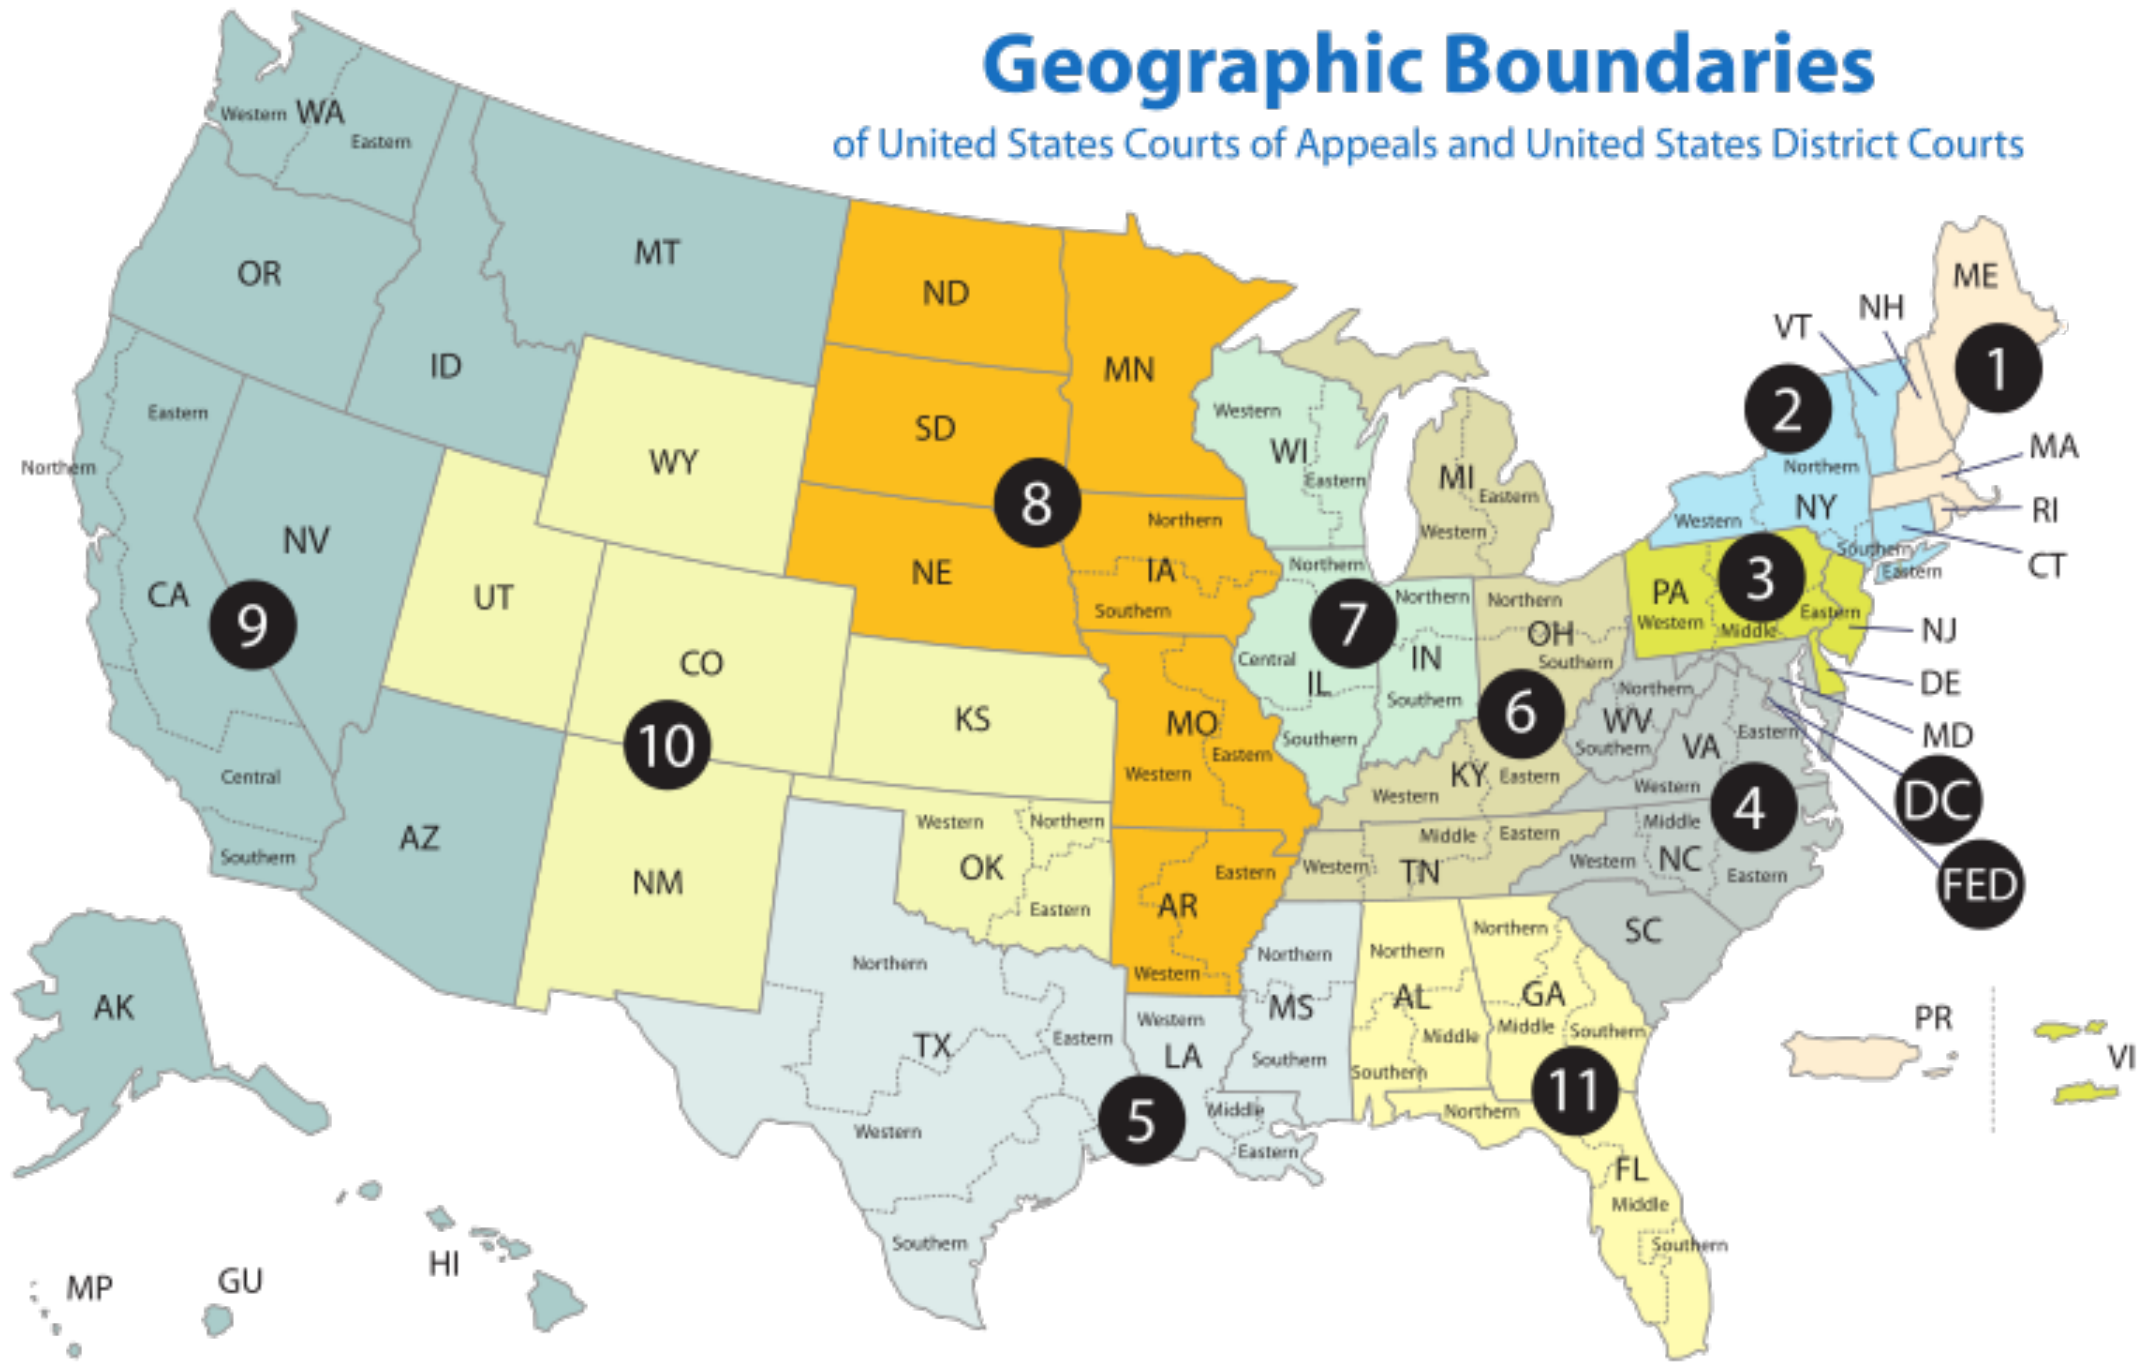 Geographic Boundaries
of United States Courts of Appeals and United States District Courts
Western
WA
Eastern
OR
ID
MT
ND
MN
SD
WY
8
NE
Northern
IA
Southern
Eastern
Northern
NV
CA
9
UT
CO
10
KS
MO
Western
Eastern
Central
Southern
AZ
NM
Western
Northern
OK
Eastern
AR
Eastern
Western
Northern
TX
Eastern
Western
Southern
Western
LA
5
Middle
Eastern
Northern
MS
Southern
Western
WI
Eastern
MI
Eastern
Western
Northern
7
Central
IL
Southern
Northern
IN
Southern
Northern
OH
Southern
6
KY
Eastern
Western
Middle
Eastern
Western
TN
Northern
AL
Middle
Southern
Northern
GA
Middle
Southern
11
Northern
FL
Middle
Southern
ME
NH
VT
1
2
MA
Northern
NY
Western
RI
Southern
Eastern
CT
PA
3
Western
Middle
Eastern
NJ
DE
MD
DC
FED
Northern
WV
Southern
VA
Eastern
Western
4
Middle
Western
NC
Eastern
SC
PR
VI
AK
HI
GU
MP